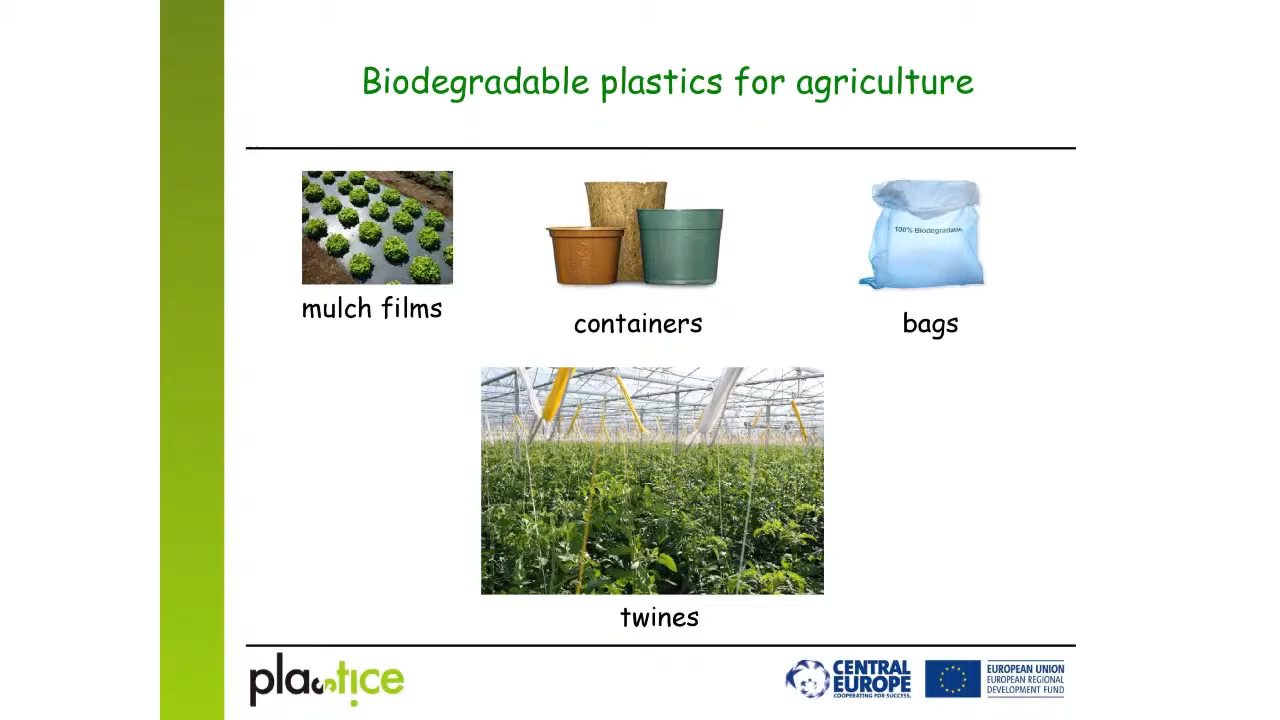 Biodegradable plastics for agriculture
100% Biodegradable
mulch films
containers
bags
twines
plastice
CENTRAL
EUROPE
COOPERATING FOR SUCCESS.
EUROPEAN UNION
EUROPEAN REGIONAL
DEVELOPMENT FUND